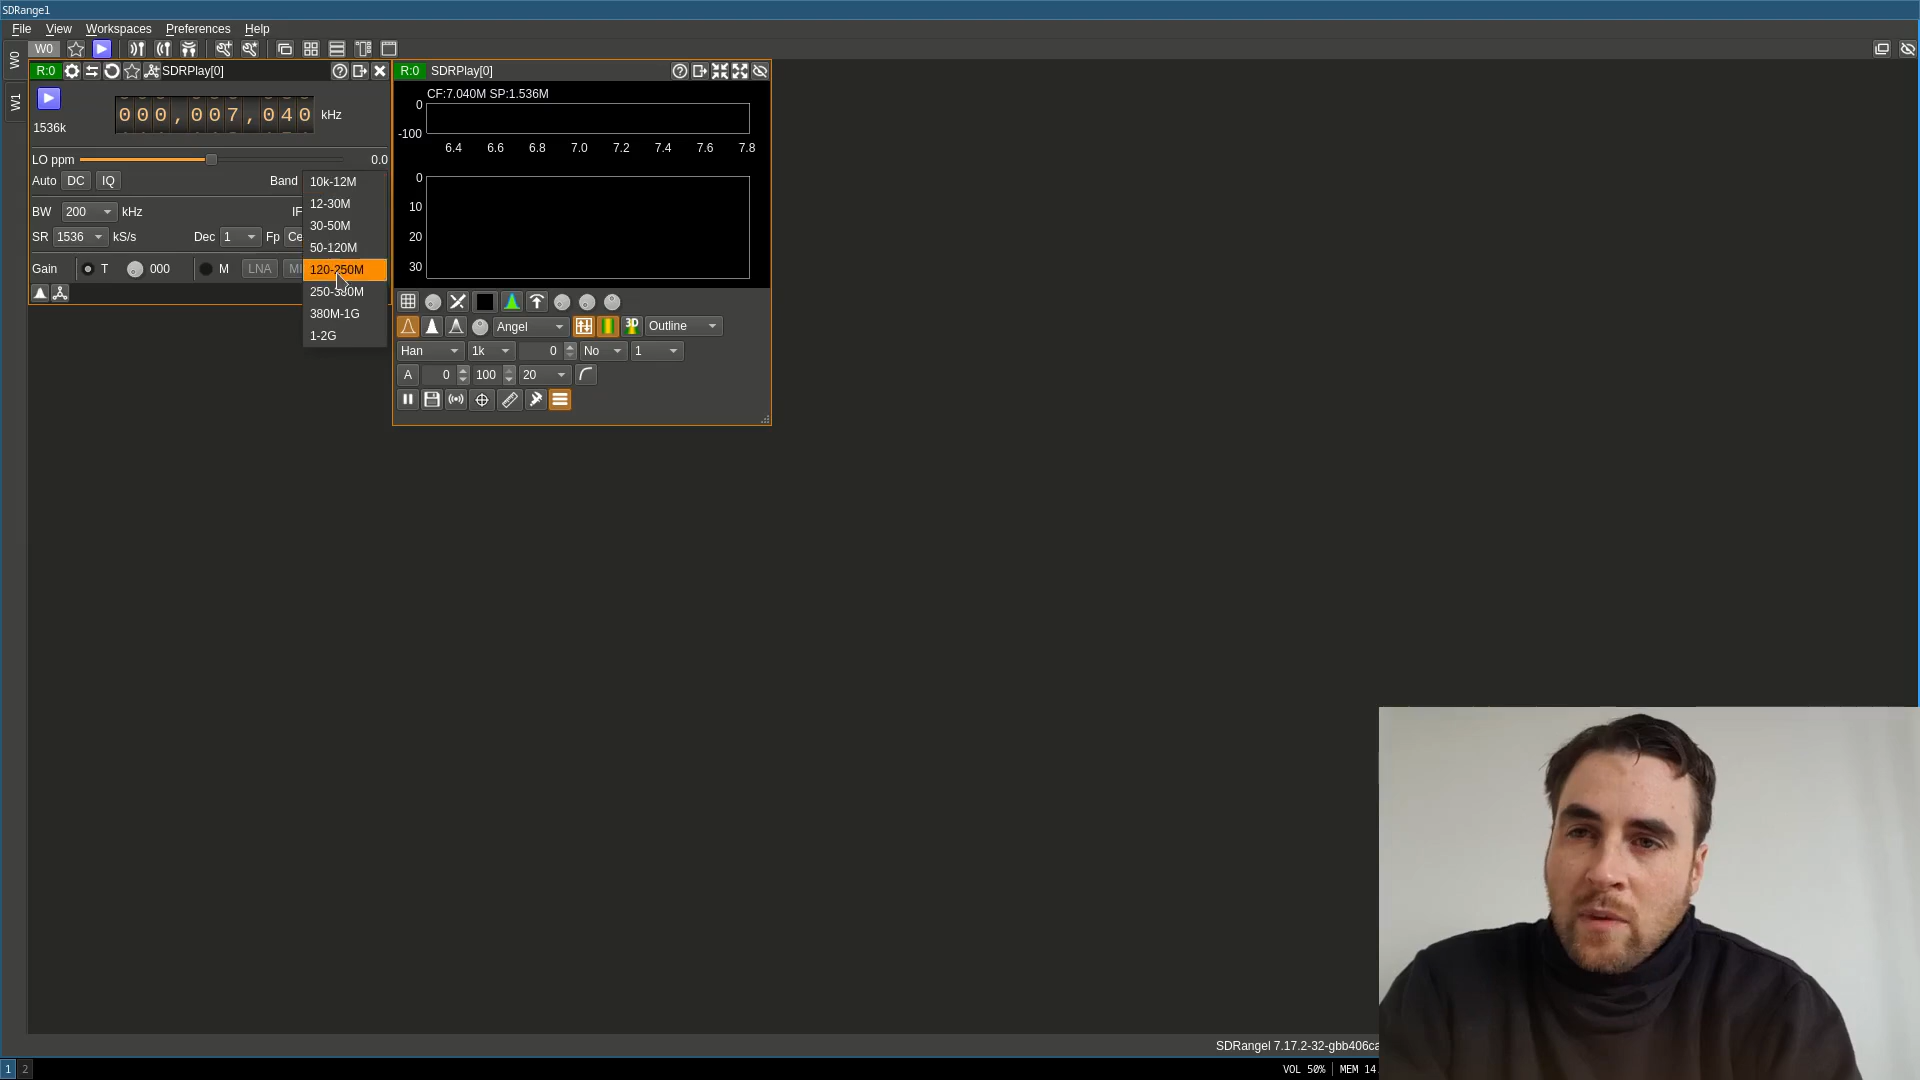 SDRangel
File View Workspaces Preferences Help
W0
W0
W1
R:0 SDRPlay[0]
1536k
000,007,040 kHz
LO ppm 0.0
Auto DC IQ Band
BW 200 kHz IF
SR 1536 kS/s Dec 1 Fp Ce
Gain T 000 M LNA
10k-12M
12-30M
30-50M
50-120M
120-250M
250-380M
380M-1G
1-2G
R:0 SDRPlay[0]
CF:7.040M SP:1.536M
0
-100
6.4 6.6 6.8 7.0 7.2 7.4 7.6 7.8
0
10
20
30
Angel 3D Outline
Han 1k 0 No 1
A 0 100 20
SDRangel 7.17.2-32-gbb406ca
1 2
VOL 50% | MEM 14